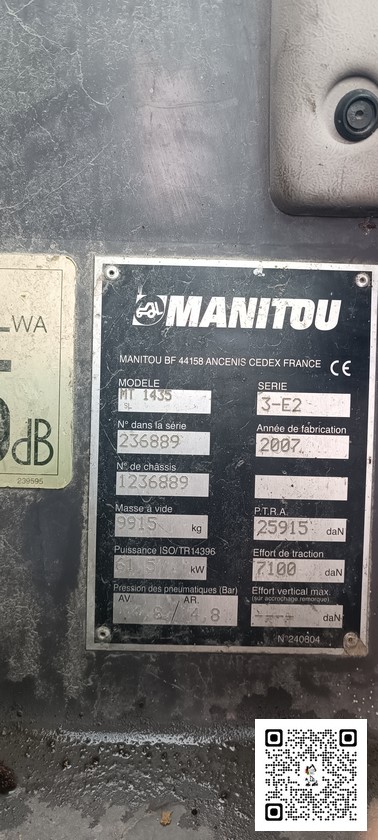 LWA
dB
230595
MANITOU
MANITOU BF 44158 ANCENIS CEDEX FRANCE CE
MODELE
MT 1435
SL
SERIE
3-E2
N° dans la série
236889
Année de fabrication
2007
N° de châssis
1236889
Masse à vide
9915 kg
P.T.R.A.
25915 daN
Puissance ISO/TR14396
kW
Effort de traction
7100 daN
Pression des pneumatiques (Bar)
AV. AR.
4.8
Effort vertical max.
(sur accrochage remorque)
---- daN
N°240804